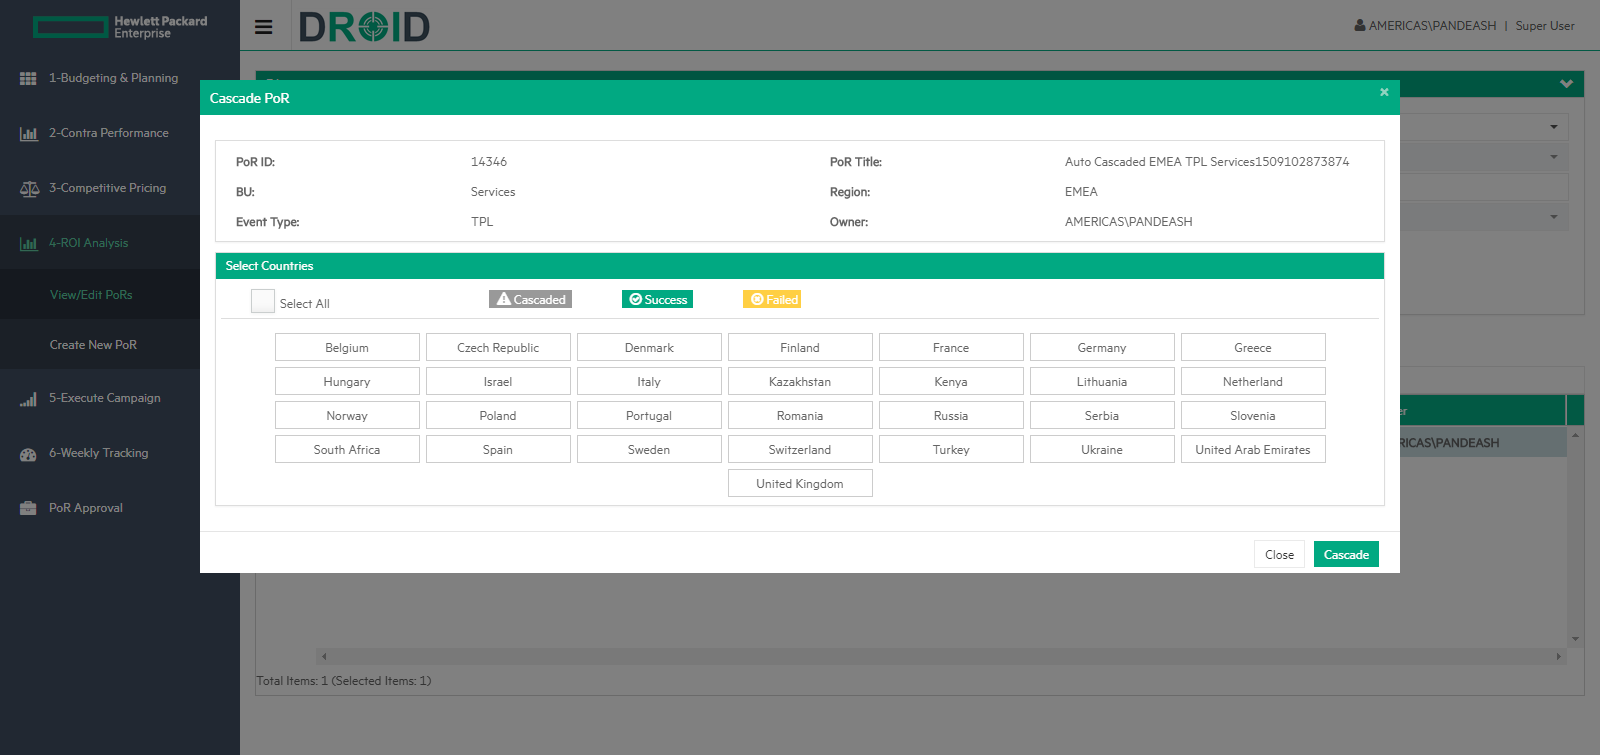 Hewlett Packard
Enterprise
DROID
AMERICAS\PANDEASH | Super User
1-Budgeting & Planning
2-Contra Performance
3-Competitive Pricing
4-ROI Analysis
View/Edit PoRs
Create New PoR
5-Execute Campaign
6-Weekly Tracking
PoR Approval
Cascade PoR
×
PoR ID: 14346 PoR Title: Auto Cascaded EMEA TPL Services1509102873874
BU: Services Region: EMEA
Event Type: TPL Owner: AMERICAS\PANDEASH
Select Countries
Select All Cascaded Success Failed
Belgium Czech Republic Denmark Finland France Germany Greece
Hungary Israel Italy Kazakhstan Kenya Lithuania Netherland
Norway Poland Portugal Romania Russia Serbia Slovenia
South Africa Spain Sweden Switzerland Turkey Ukraine United Arab Emirates
United Kingdom
Close Cascade
er
RICAS\PANDEASH
Total Items: 1 (Selected Items: 1)